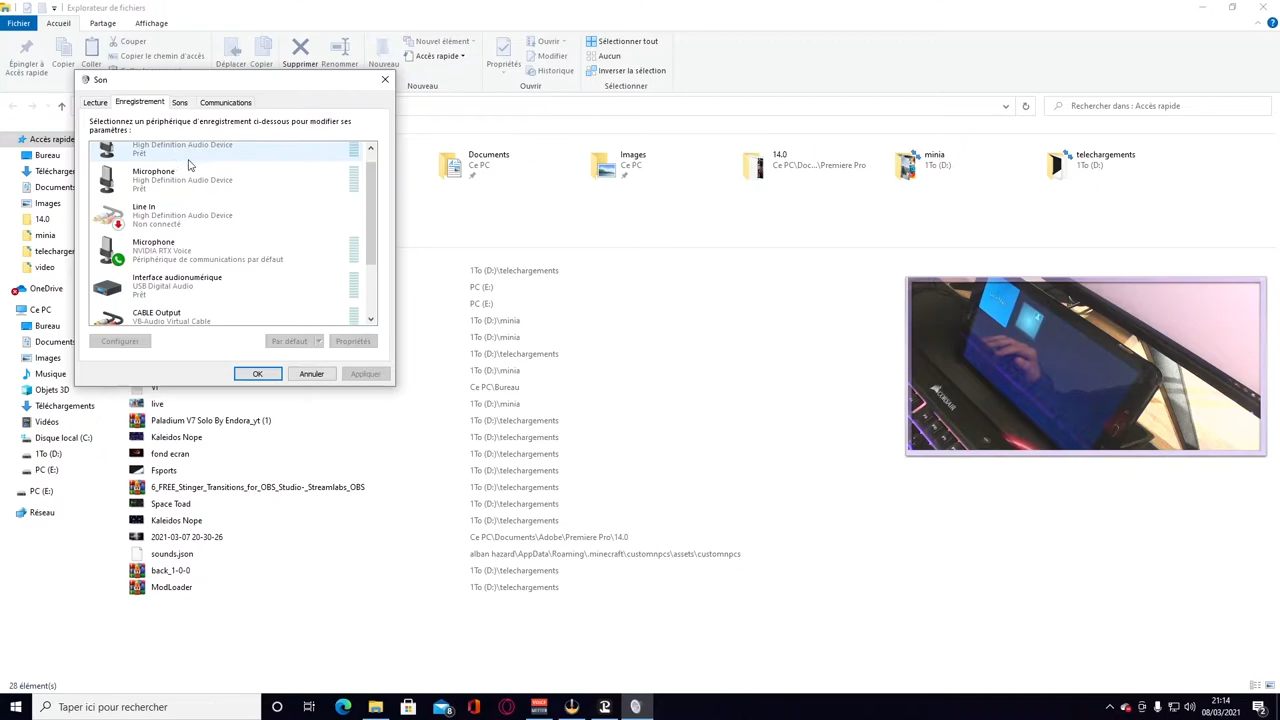 Explorateur de fichiers
Fichier Accueil Partage Affichage
Épingler à
Accès rapide
Copier
Coller
Couper
Copier le chemin d'accès
Déplacer
Copier
Supprimer
Renommer
Nouveau
Nouvel élément
Accès rapide
Nouveau
Propriétés
Ouvrir
Modifier
Historique
Ouvrir
Sélectionner tout
Aucun
Inverser la sélection
Sélectionner
Rechercher dans : Accès rapide
Son
Lecture Enregistrement Sons Communications
Sélectionnez un périphérique d'enregistrement ci-dessous pour modifier ses
paramètres :
High Definition Audio Device
Prêt
Microphone
High Definition Audio Device
Prêt
Line In
High Definition Audio Device
Non connecté
Microphone
NVIDIA RTX Voice
Périphérique de communications par défaut
Interface audionumérique
USB Digital Audio
Prêt
CABLE Output
VB-Audio Virtual Cable
Configurer Par défaut Propriétés
OK Annuler Appliquer
Accès rapide
Bureau
Télécharge
Documents
Images
14.0
minia
telecharger
video
OneDrive
Ce PC
Bureau
Documents
Images
Musique
Objets 3D
Téléchargements
Vidéos
Disque local (C:)
1To (D:)
PC (E:)
PC (E:)
Réseau
Documents
Ce PC
Images
Ce PC
14.0
Ce PC\Doc...\Premiere Pro
minia
1To (D:)
telechargements
1To (D:)
1To (D:)\telechargements
PC (E:)
PC (E:)
1To (D:)\minia
1To (D:)\minia
1To (D:)\telechargements
1To (D:)\minia
Ce PC\Bureau
live 1To (D:)\minia
Paladium V7 Solo By Endora_yt (1) 1To (D:)\telechargements
Kaleidos Nope 1To (D:)\telechargements
fond ecran 1To (D:)\telechargements
Fsports 1To (D:)\telechargements
6_FREE_Stinger_Transitions_for_OBS_Studio-_Streamlabs_OBS 1To (D:)\telechargements
Space Toad 1To (D:)\telechargements
Kaleidos Nope 1To (D:)\telechargements
2021-03-07 20-30-26 Ce PC\Documents\Adobe\Premiere Pro\14.0
sounds.json alban hazard\AppData\Roaming\.minecraft\customnpcs\assets\customnpcs
back_1-0-0 1To (D:)\telechargements
ModLoader 1To (D:)\telechargements
CORSAIR
28 élément(s)
Taper ici pour rechercher
8
VOICE
21:14
08/03/2021
2